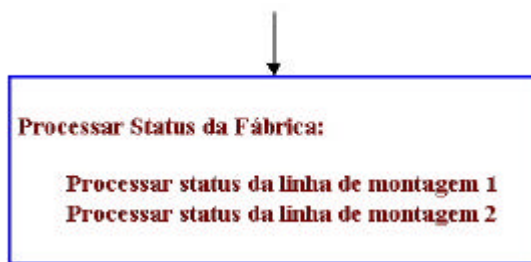 Processar Status da Fábrica:
Processar status da linha de montagem 1
Processar status da linha de montagem 2